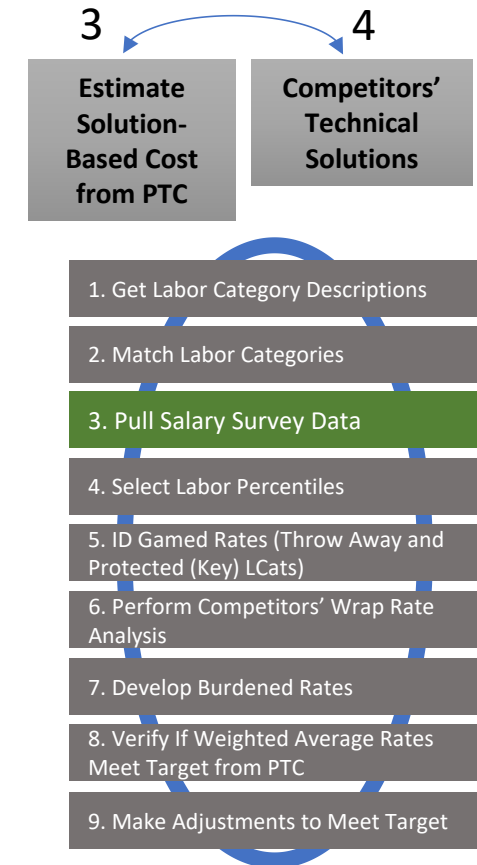 3 4
Estimate
Solution-
Based Cost
from PTC
Competitors’
Technical
Solutions
1. Get Labor Category Descriptions
2. Match Labor Categories
3. Pull Salary Survey Data
4. Select Labor Percentiles
5. ID Gamed Rates (Throw Away and
Protected (Key) LCats)
6. Perform Competitors’ Wrap Rate
Analysis
7. Develop Burdened Rates
8. Verify If Weighted Average Rates
Meet Target from PTC
9. Make Adjustments to Meet Target